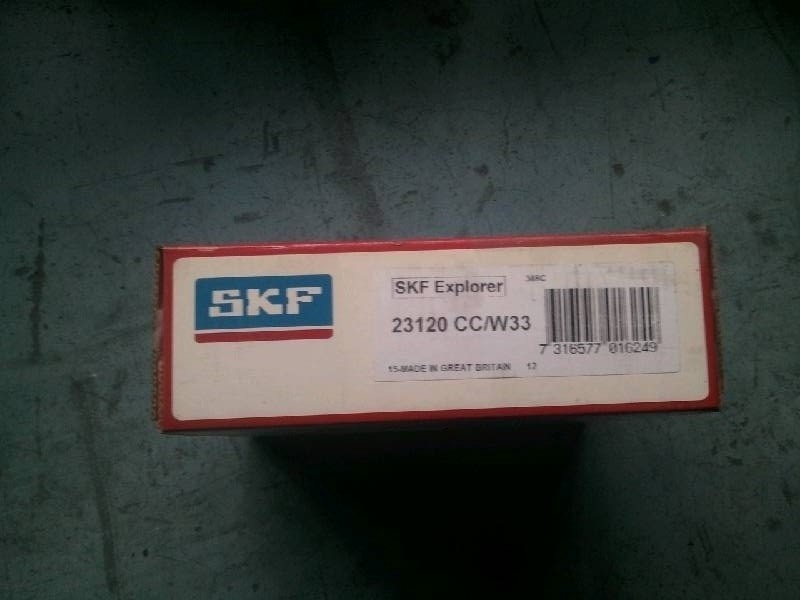 SKF
SKF Explorer
23120 CC/W33
7 316577 016249
15-MADE IN GREAT BRITAIN 12